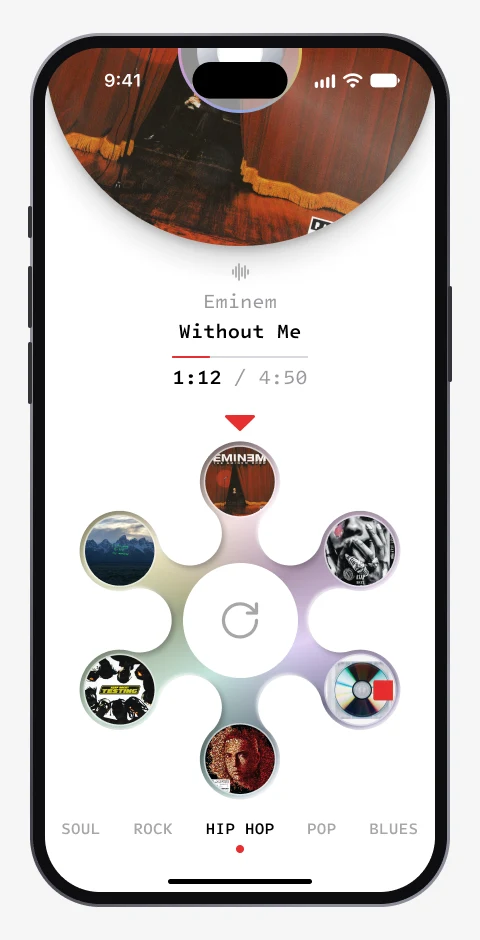 9:41
Eminem
Without Me
1:12 / 4:50
EMINEM
TESTING
SOUL ROCK HIP HOP POP BLUES